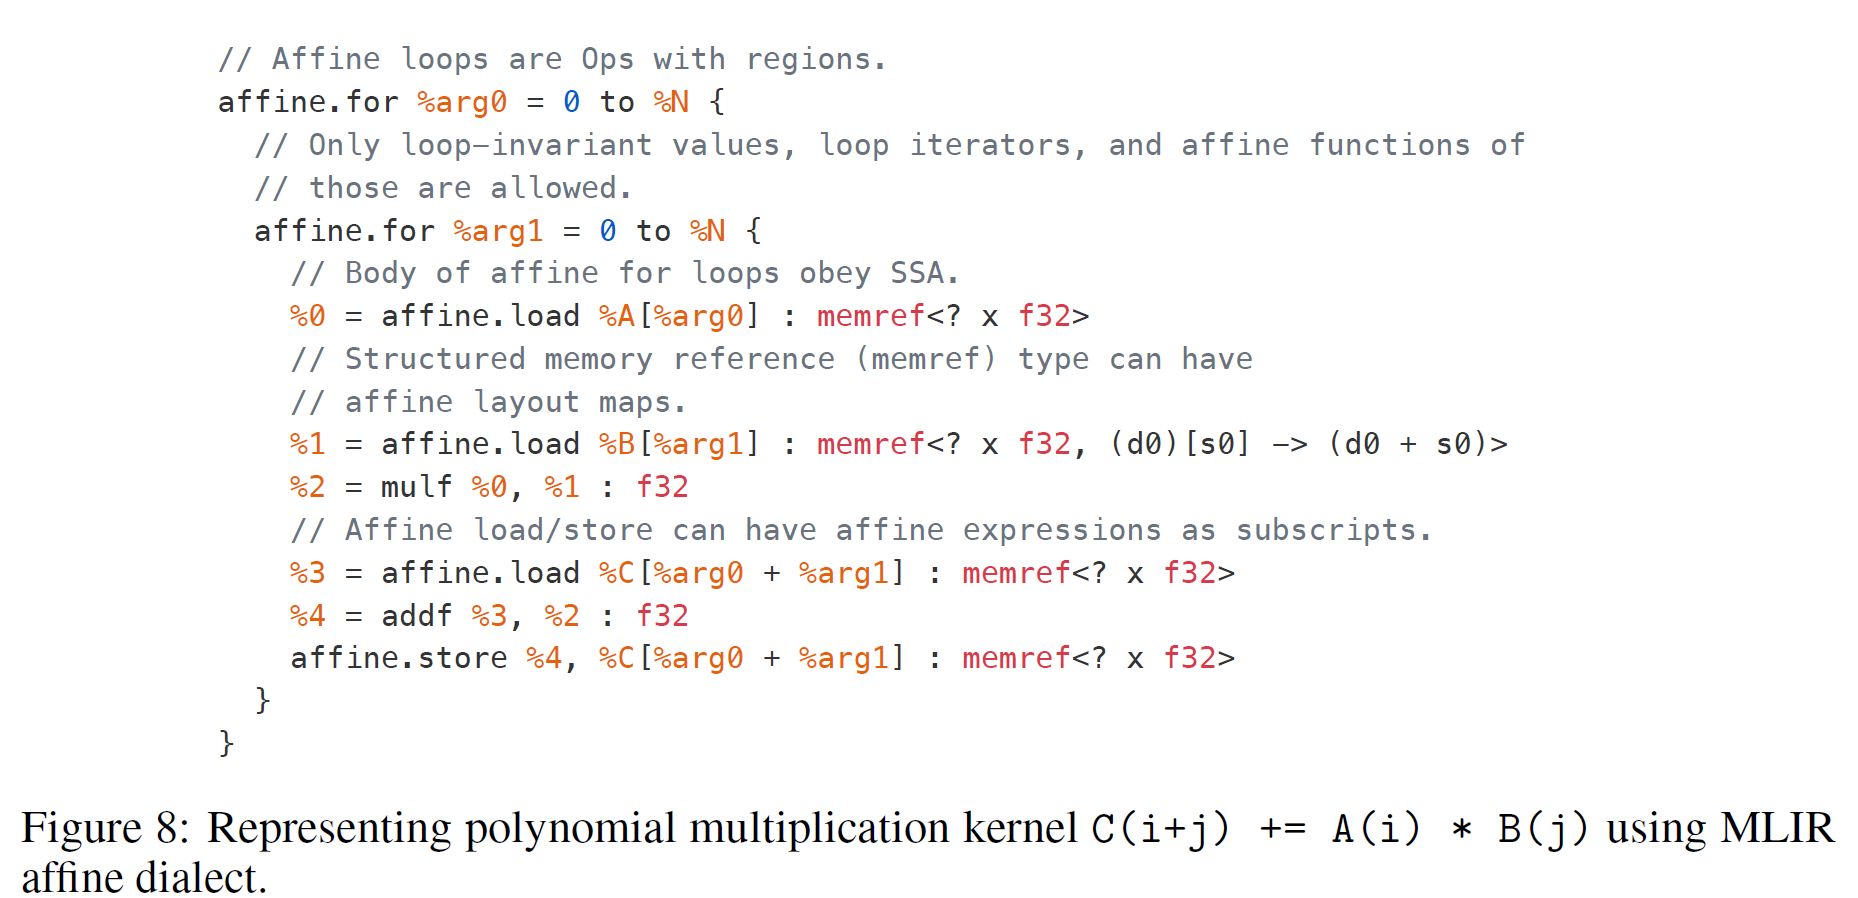 // Affine loops are Ops with regions.
affine.for %arg0 = 0 to %N {
// Only loop-invariant values, loop iterators, and affine functions of
// those are allowed.
affine.for %arg1 = 0 to %N {
// Body of affine for loops obey SSA.
%0 = affine.load %A[%arg0] : memref<? x f32>
// Structured memory reference (memref) type can have
// affine layout maps.
%1 = affine.load %B[%arg1] : memref<? x f32, (d0)[s0] -> (d0 + s0)>
%2 = mulf %0, %1 : f32
// Affine load/store can have affine expressions as subscripts.
%3 = affine.load %C[%arg0 + %arg1] : memref<? x f32>
%4 = addf %3, %2 : f32
affine.store %4, %C[%arg0 + %arg1] : memref<? x f32>
}
}
Figure 8: Representing polynomial multiplication kernel C(i+j) += A(i) * B(j) using MLIR
affine dialect.